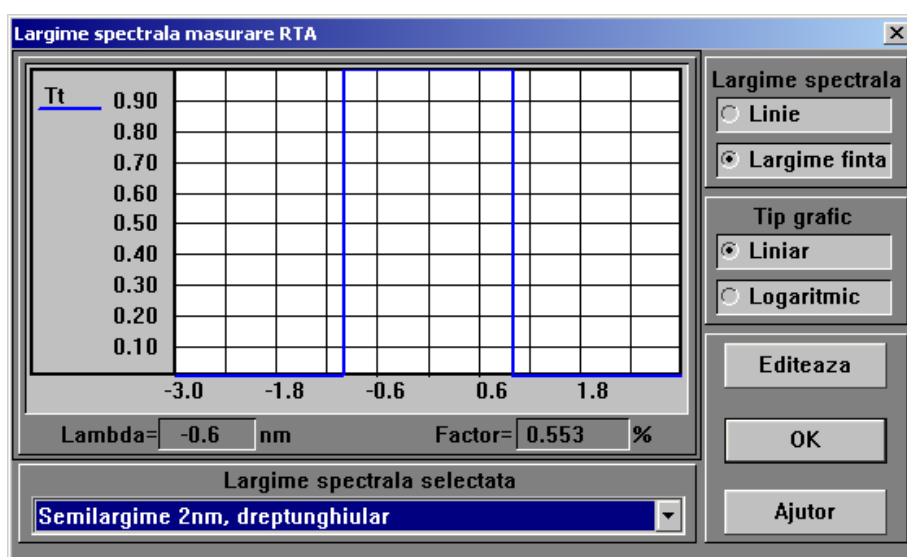 Largime spectrala masurare RTA
Tt
0.90
0.80
0.70
0.60
0.50
0.40
0.30
0.20
0.10
-3.0 -1.8 -0.6 0.6 1.8
Lambda= -0.6 nm Factor= 0.553 %
Largime spectrala selectata
Semilargime 2nm, dreptunghiular
Largime spectrala
Linie
Largime finta
Tip grafic
Liniar
Logaritmic
Editeaza
OK
Ajutor